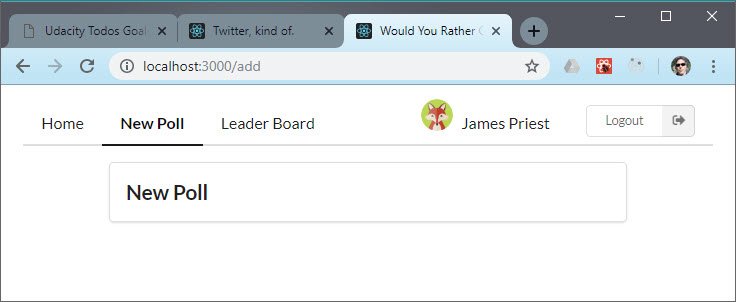 Udacity Todos Goal
Twitter, kind of.
Would You Rather
localhost:3000/add
Home
New Poll
Leader Board
James Priest
Logout
New Poll